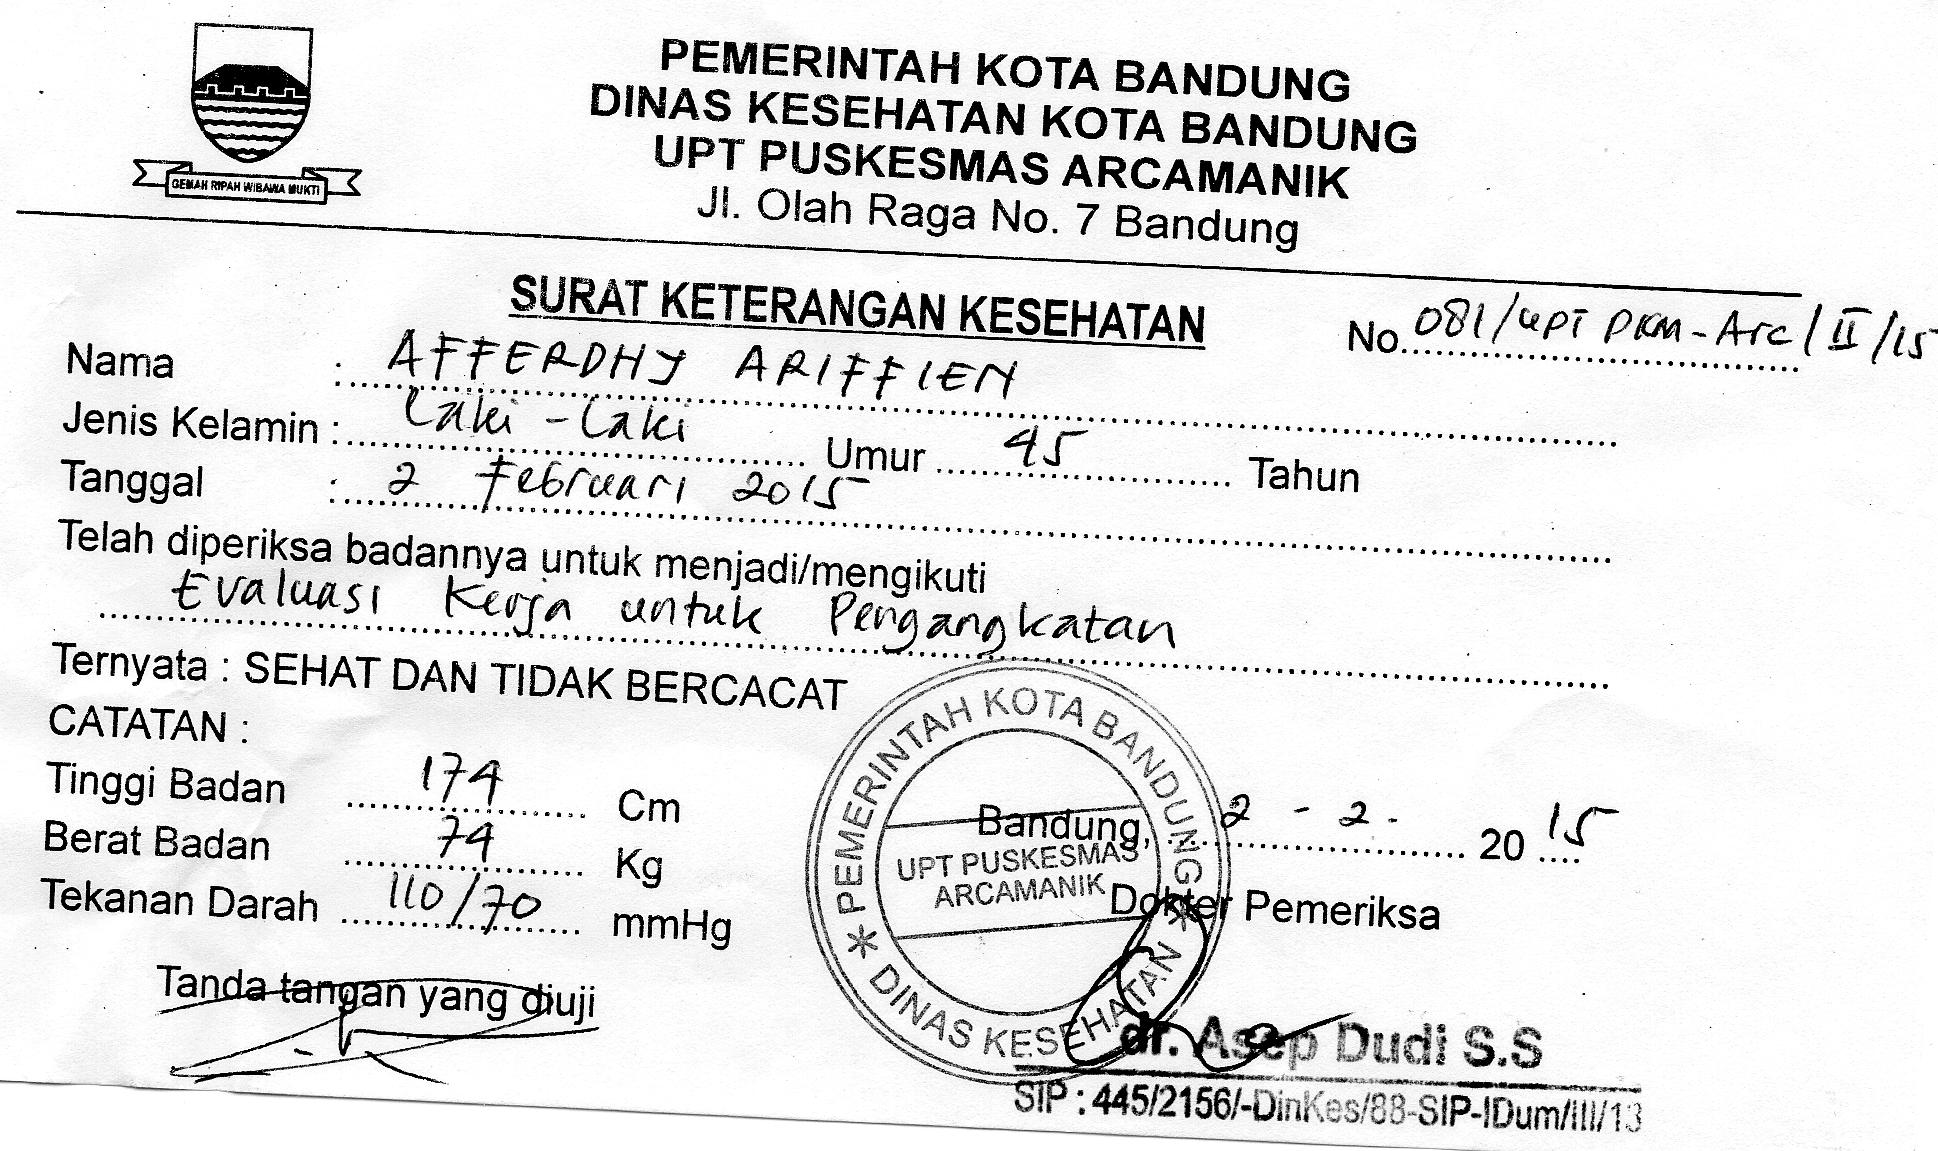 GEMAH RIPAH WIBAWA MUKTI
PEMERINTAH KOTA BANDUNG
DINAS KESEHATAN KOTA BANDUNG
UPT PUSKESMAS ARCAMANIK
Jl. Olah Raga No. 7 Bandung
SURAT KETERANGAN KESEHATAN
No. 081/UPT PKM-Arc/II/15
Nama : AFFERDHY ARIFFIEN
Jenis Kelamin : Laki-Laki Umur 45 Tahun
Tanggal : 2 Februari 2015
Telah diperiksa badannya untuk menjadi/mengikuti
Evaluasi Kerja untuk Pengangkatan
Ternyata : SEHAT DAN TIDAK BERCACAT
CATATAN :
Tinggi Badan 174 Cm
Berat Badan 74 Kg
Tekanan Darah 110/70 mmHg
Bandung, 2 - 2 - 2015
Dokter Pemeriksa
PEMERINTAH KOTA BANDUNG
UPT PUSKESMAS
ARCAMANIK
DINAS KESEHATAN
Tanda tangan yang diuji
dr. Asep Dudi S.S
SIP : 445/2156/-DinKes/88-SIP-IDum/III/13